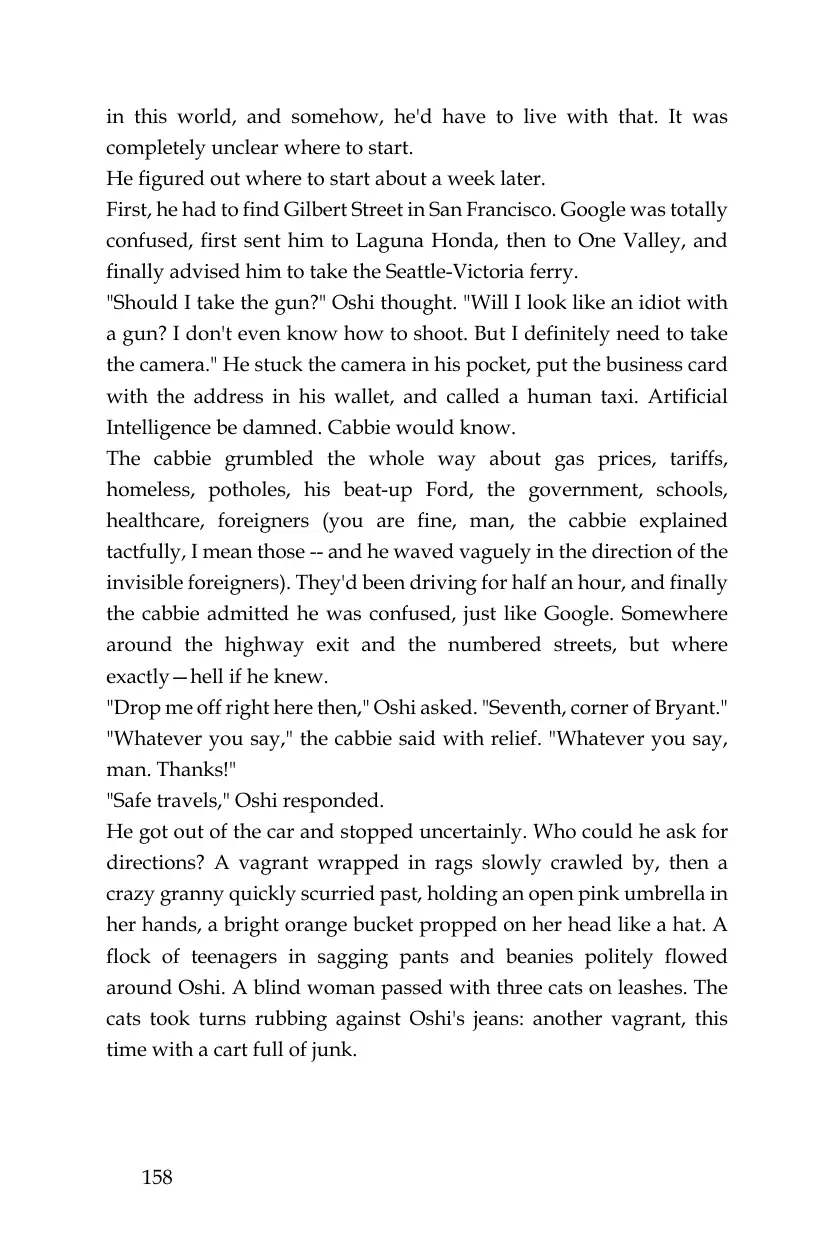 in this world, and somehow, he'd have to live with that. It was
completely unclear where to start.
He figured out where to start about a week later.
First, he had to find Gilbert Street in San Francisco. Google was totally
confused, first sent him to Laguna Honda, then to One Valley, and
finally advised him to take the Seattle-Victoria ferry.
"Should I take the gun?" Oshi thought. "Will I look like an idiot with
a gun? I don't even know how to shoot. But I definitely need to take
the camera." He stuck the camera in his pocket, put the business card
with the address in his wallet, and called a human taxi. Artificial
Intelligence be damned. Cabbie would know.
The cabbie grumbled the whole way about gas prices, tariffs,
homeless, potholes, his beat-up Ford, the government, schools,
healthcare, foreigners (you are fine, man, the cabbie explained
tactfully, I mean those -- and he waved vaguely in the direction of the
invisible foreigners). They'd been driving for half an hour, and finally
the cabbie admitted he was confused, just like Google. Somewhere
around the highway exit and the numbered streets, but where
exactly—hell if he knew.
"Drop me off right here then," Oshi asked. "Seventh, corner of Bryant."
"Whatever you say," the cabbie said with relief. "Whatever you say,
man. Thanks!"
"Safe travels," Oshi responded.
He got out of the car and stopped uncertainly. Who could he ask for
directions? A vagrant wrapped in rags slowly crawled by, then a
crazy granny quickly scurried past, holding an open pink umbrella in
her hands, a bright orange bucket propped on her head like a hat. A
flock of teenagers in sagging pants and beanies politely flowed
around Oshi. A blind woman passed with three cats on leashes. The
cats took turns rubbing against Oshi's jeans: another vagrant, this
time with a cart full of junk.
158